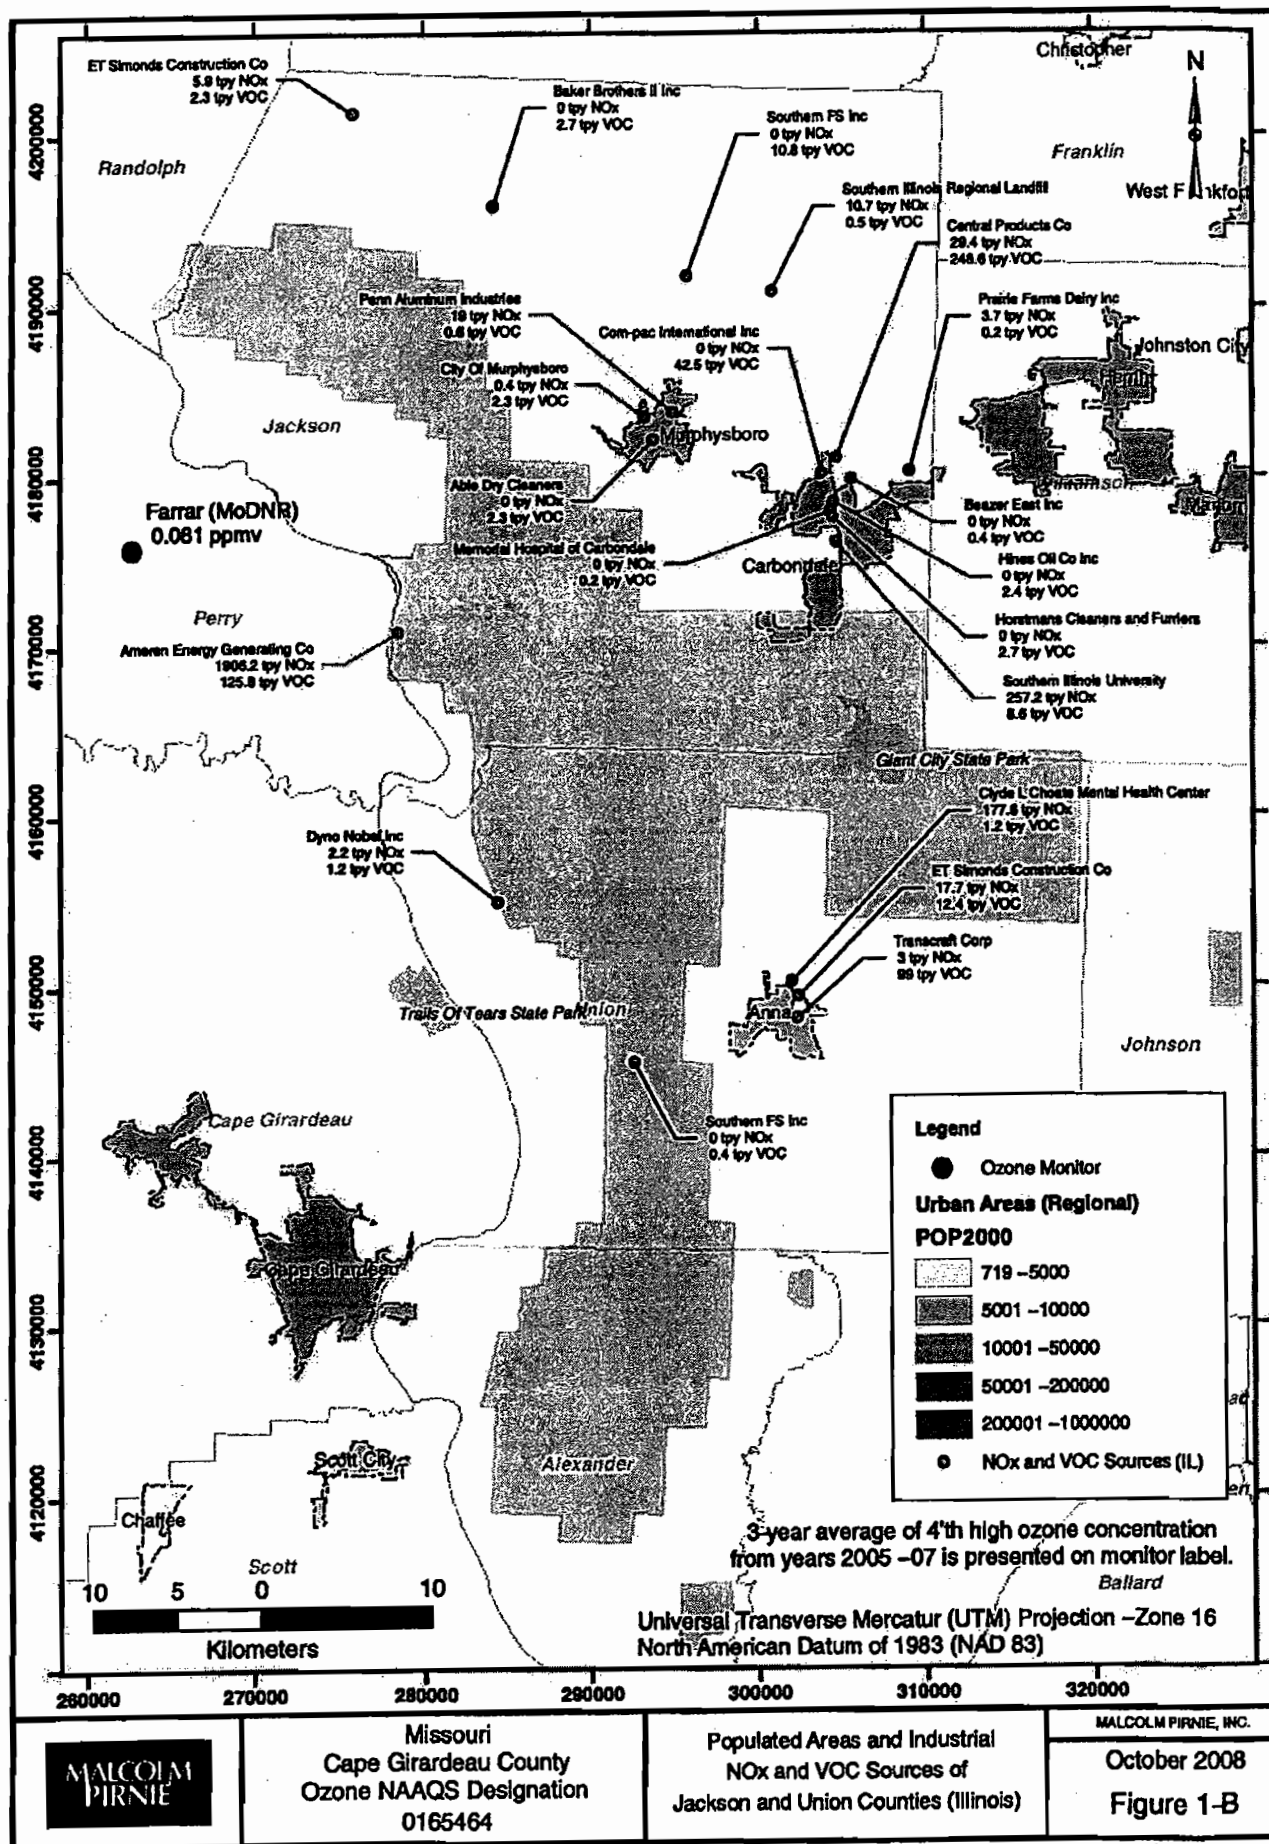 ET Simonds Construction Co
5.9 tpy NOx
2.3 tpy VOC
Baker Brothers II Inc
0 tpy NOx
2.7 tpy VOC
Southern FS Inc
0 tpy NOx
10.8 tpy VOC
Christopher
N
Randolph
Franklin
West F nkfort
Southern Illinois Regional Landfill
10.7 tpy NOx
0.5 tpy VOC
Central Products Co
29.4 tpy NOx
248.6 tpy VOC
Penn Aluminum Industries
19 tpy NOx
0.6 tpy VOC
Com-pac International Inc
0 tpy NOx
42.5 tpy VOC
Prairie Farms Dairy Inc
3.7 tpy NOx
0.2 tpy VOC
Johnston City
City Of Murphysboro
0.4 tpy NOx
2.3 tpy VOC
Jackson
Murphysboro
Able Dry Cleaners
0 tpy NOx
2.3 tpy VOC
Williamson
Marion
Farrar (MoDNR)
0.081 ppmv
Memorial Hospital of Carbondale
0 tpy NOx
0.2 tpy VOC
Carbondale
Beazer East Inc
0 tpy NOx
0.4 tpy VOC
Hines Oil Co Inc
0 tpy NOx
2.4 tpy VOC
Perry
Horstmans Cleaners and Furriers
0 tpy NOx
2.7 tpy VOC
Ameren Energy Generating Co
1906.2 tpy NOx
125.8 tpy VOC
Southern Illinois University
257.2 tpy NOx
8.6 tpy VOC
Giant City State Park
Clyde L Choate Mental Health Center
177.6 tpy NOx
1.2 tpy VOC
Dyno Nobel Inc
2.2 tpy NOx
1.2 tpy VOC
ET Simonds Construction Co
17.7 tpy NOx
12.4 tpy VOC
Transcraft Corp
3 tpy NOx
99 tpy VOC
Trails Of Tears State Park
Union
Anna
Johnson
Cape Girardeau
Southern FS Inc
0 tpy NOx
0.4 tpy VOC
Cape Girardeau
Alexander
Scott City
Chaffee
Scott
Ballard
Legend
Ozone Monitor
Urban Areas (Regional)
POP2000
719 –5000
5001 –10000
10001 –50000
50001 –200000
200001 –1000000
NOx and VOC Sources (IL)
3-year average of 4'th high ozone concentration
from years 2005 –07 is presented on monitor label.
Universal Transverse Mercatur (UTM) Projection –Zone 16
North American Datum of 1983 (NAD 83)
10 5 0 10
Kilometers
4200000
4190000
4180000
4170000
4160000
4150000
4140000
4130000
4120000
260000 270000 280000 290000 300000 310000 320000
MALCOLM
PIRNIE
Missouri
Cape Girardeau County
Ozone NAAQS Designation
0165464
Populated Areas and Industrial
NOx and VOC Sources of
Jackson and Union Counties (Illinois)
MALCOLM PIRNIE, INC.
October 2008
Figure 1-B